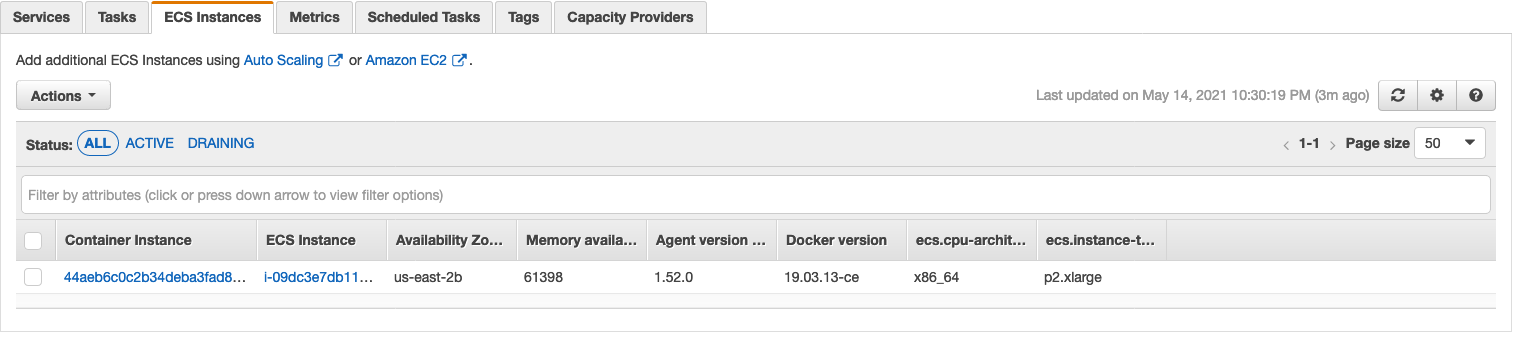 Services Tasks ECS Instances Metrics Scheduled Tasks Tags Capacity Providers
Add additional ECS Instances using Auto Scaling or Amazon EC2 .
Actions Last updated on May 14, 2021 10:30:19 PM (3m ago)
Status: ALL ACTIVE DRAINING < 1-1 > Page size 50
Filter by attributes (click or press down arrow to view filter options)
Container Instance ECS Instance Availability Zo... Memory availa... Agent version ... Docker version ecs.cpu-archit... ecs.instance-t...
44aeb6c0c2b34deba3fad8... i-09dc3e7db11... us-east-2b 61398 1.52.0 19.03.13-ce x86_64 p2.xlarge